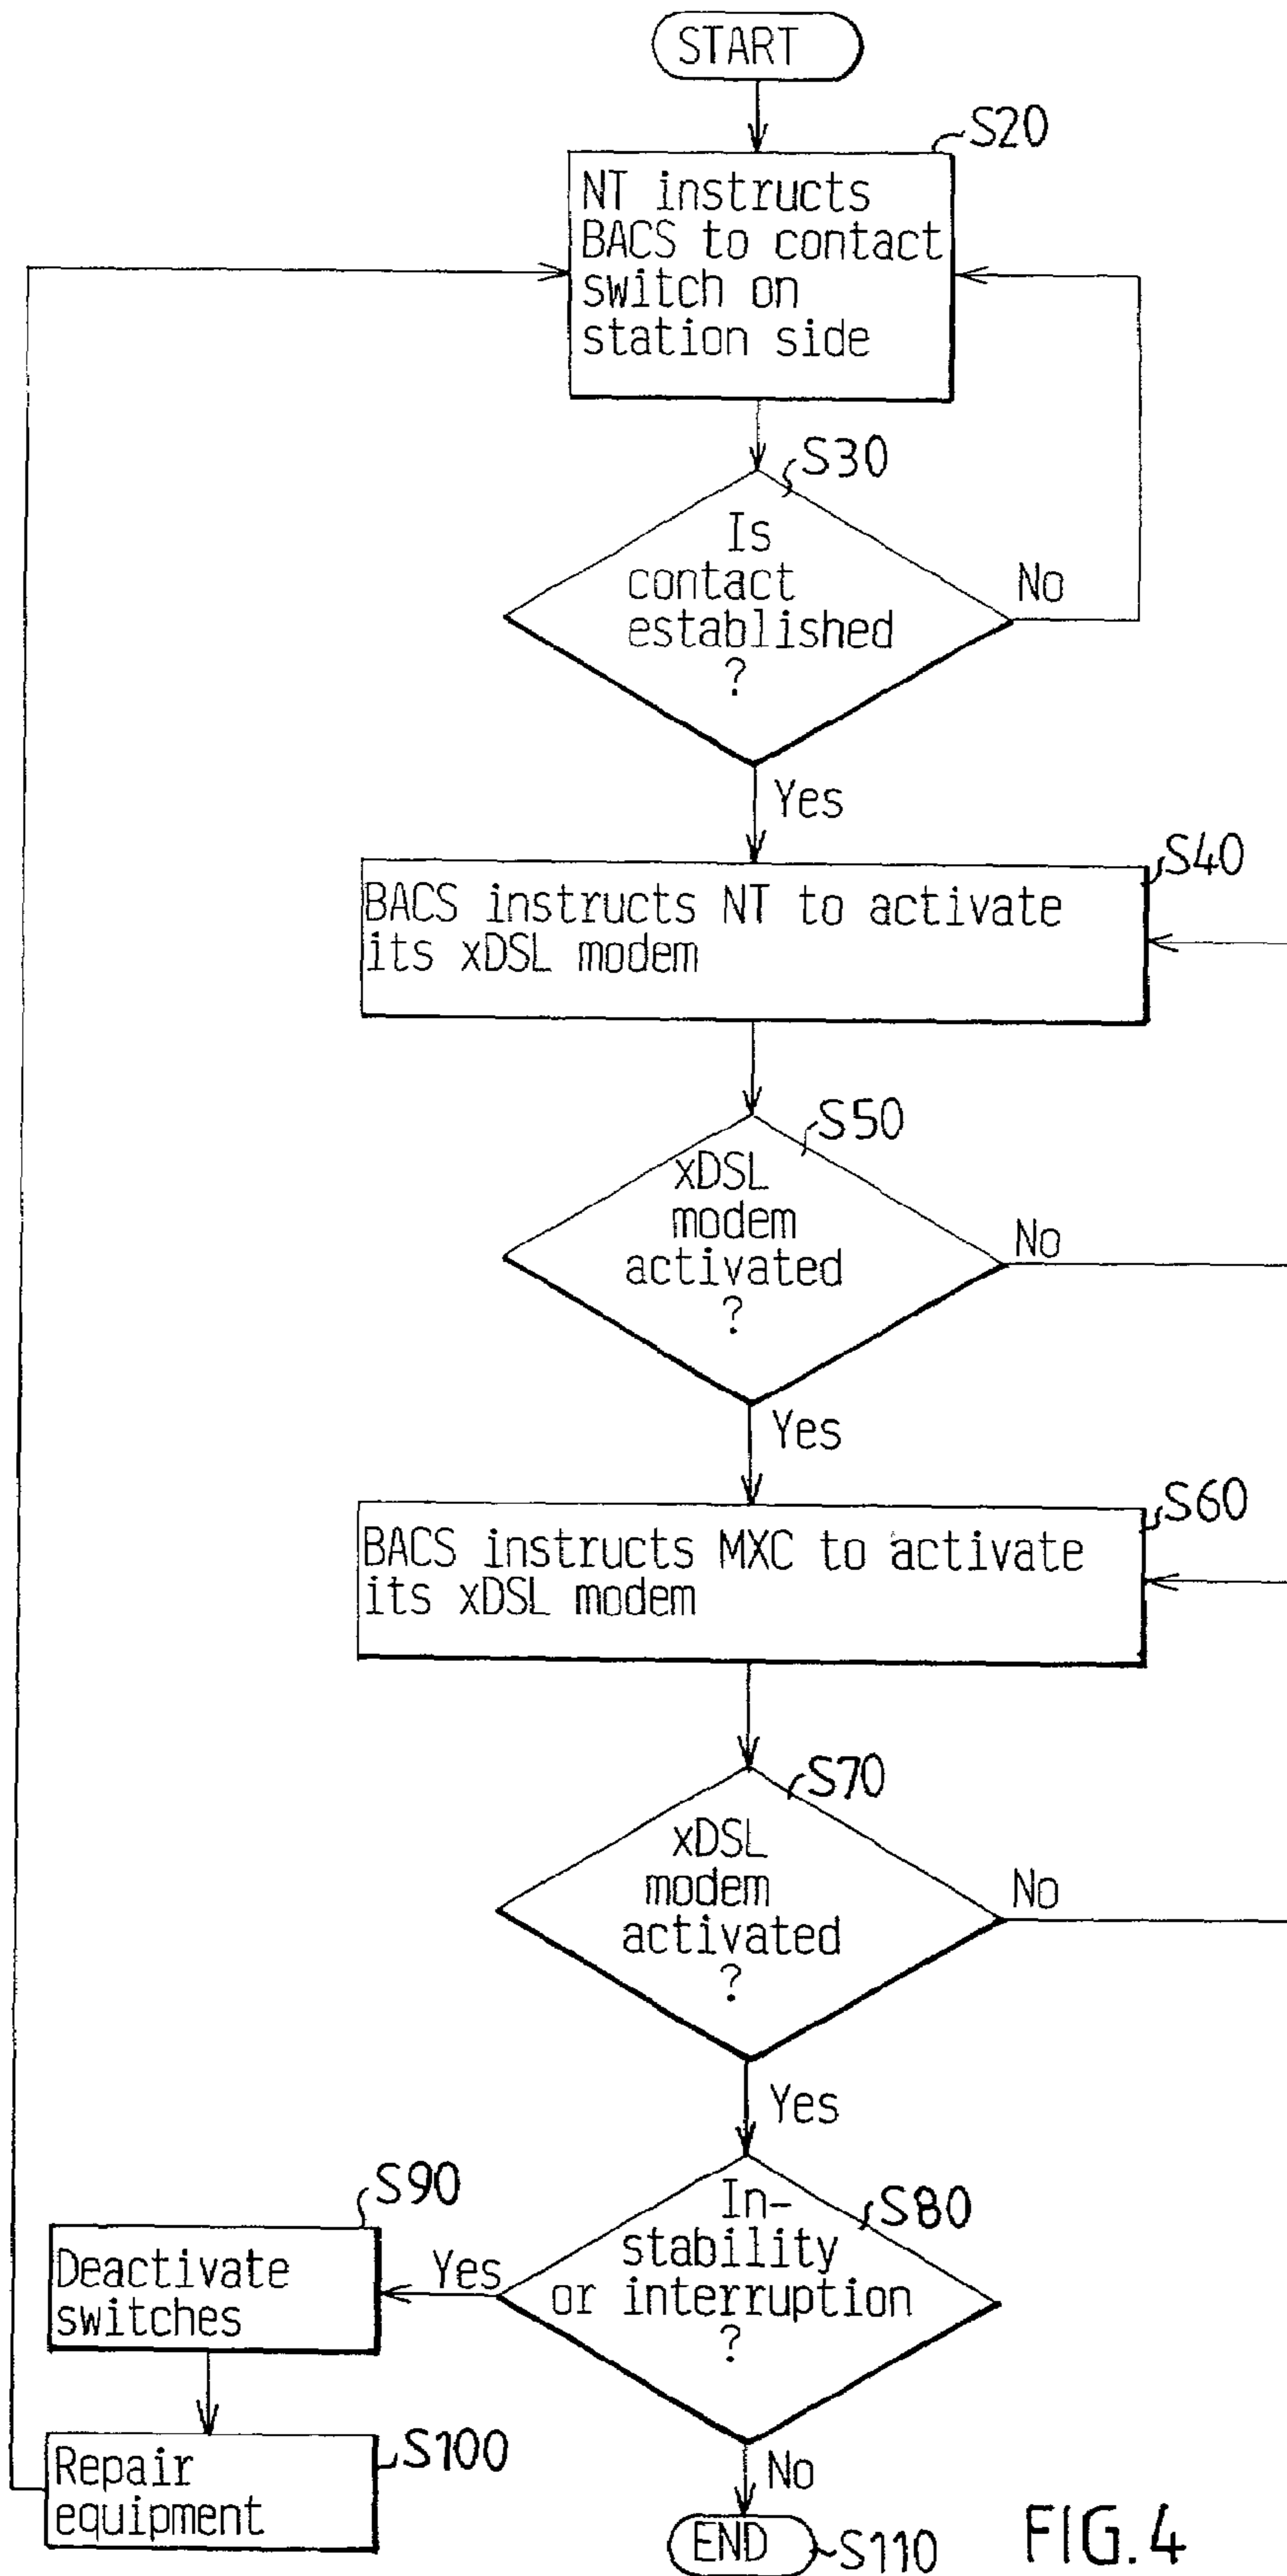 START
S20
NT instructs
BACS to contact
switch on
station side
S30
Is
contact
established
?
No
Yes
S40
BACS instructs NT to activate
its xDSL modem
S50
xDSL
modem
activated
?
No
Yes
S60
BACS instructs MXC to activate
its xDSL modem
S70
xDSL
modem
activated
?
No
Yes
S80
In-
stability
or interruption
?
Yes
S90
Deactivate
switches
S100
Repair
equipment
No
END
S110
FIG. 4